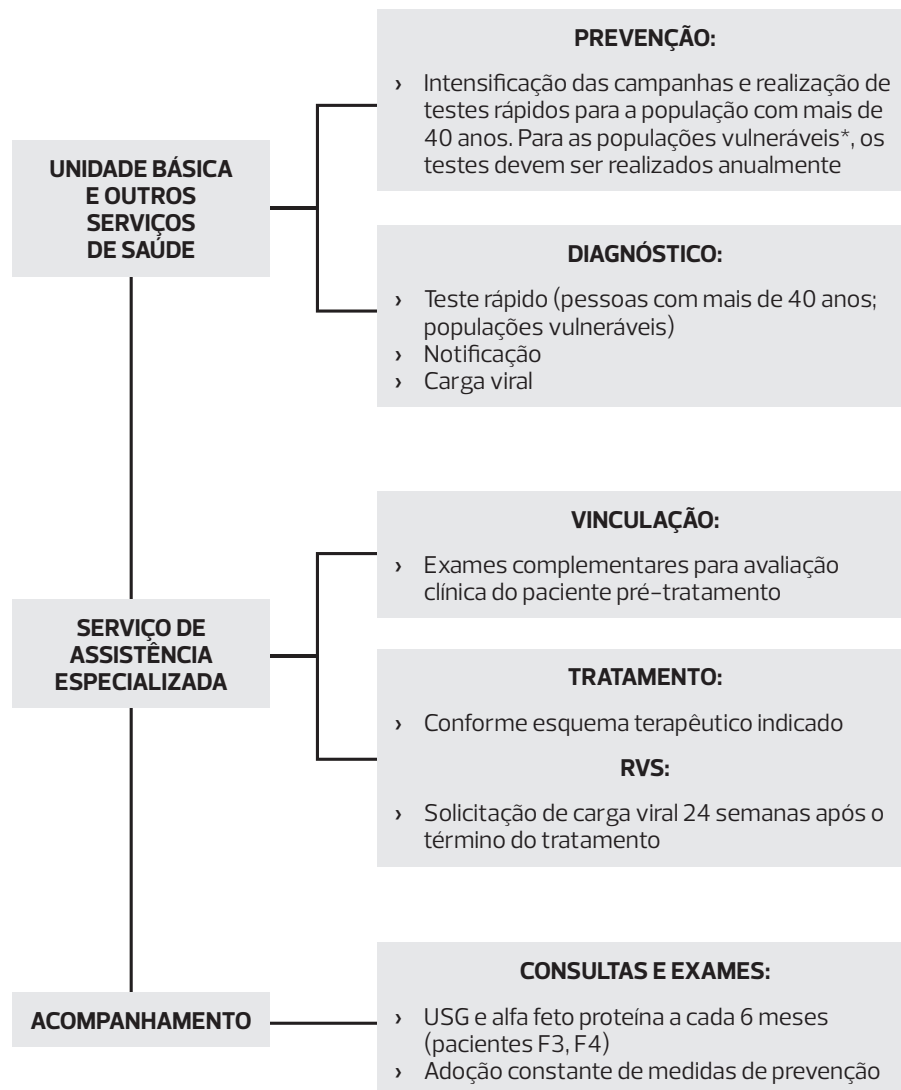 PREVENÇÃO:
› Intensificação das campanhas e realização de
testes rápidos para a população com mais de
40 anos. Para as populações vulneráveis*, os
testes devem ser realizados anualmente
UNIDADE BÁSICA
E OUTROS
SERVIÇOS
DE SAÚDE
DIAGNÓSTICO:
› Teste rápido (pessoas com mais de 40 anos;
populações vulneráveis)
› Notificação
› Carga viral
VINCULAÇÃO:
› Exames complementares para avaliação
clínica do paciente pré-tratamento
SERVIÇO DE
ASSISTÊNCIA
ESPECIALIZADA
TRATAMENTO:
› Conforme esquema terapêutico indicado
RVS:
› Solicitação de carga viral 24 semanas após o
término do tratamento
ACOMPANHAMENTO
CONSULTAS E EXAMES:
› USG e alfa feto proteína a cada 6 meses
(pacientes F3, F4)
› Adoção constante de medidas de prevenção